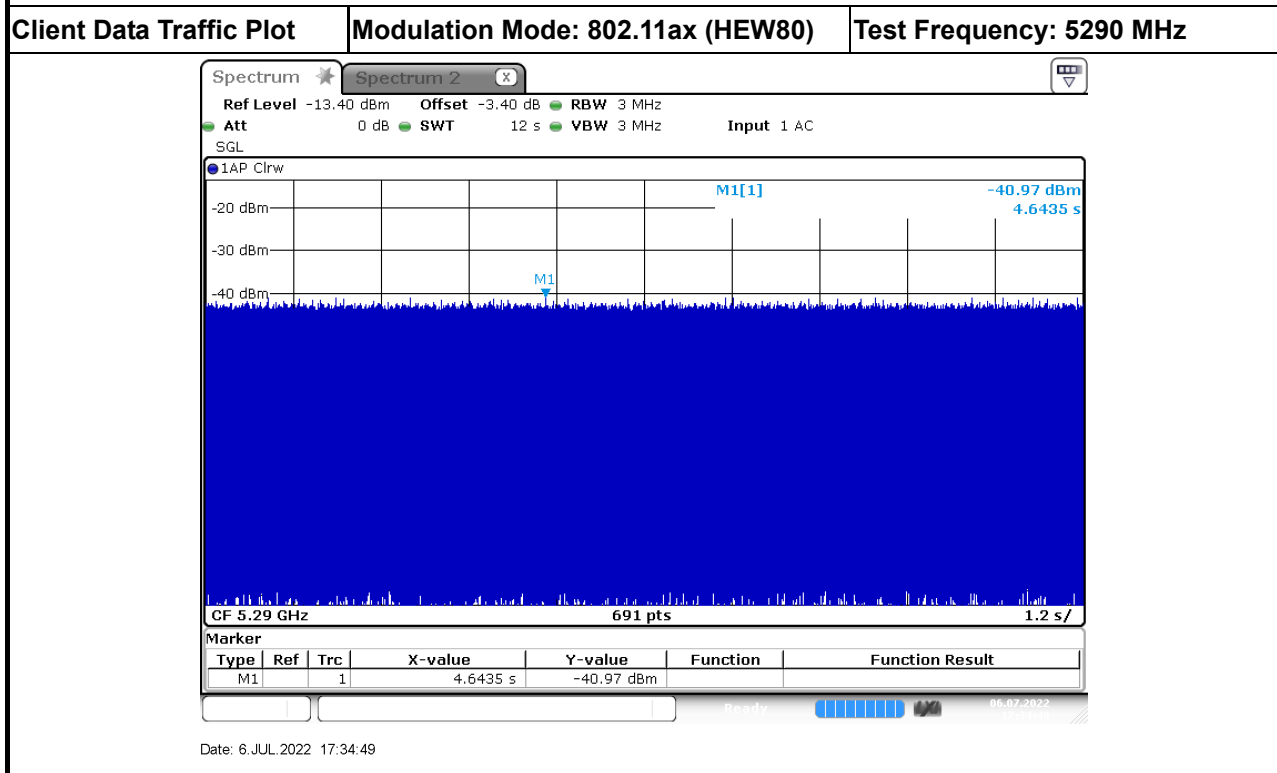 Client Data Traffic Plot Modulation Mode: 802.11ax (HEW80) Test Frequency: 5290 MHz
Spectrum Spectrum 2 X
Ref Level -13.40 dBm Offset -3.40 dB RBW 3 MHz
Att 0 dB SWT 12 s VBW 3 MHz Input 1 AC
SGL
1AP Clrw
M1[1] -40.97 dBm
4.6435 s
-20 dBm
-30 dBm
M1
-40 dBm
CF 5.29 GHz 691 pts 1.2 s/
Marker
Type Ref Trc X-value Y-value Function Function Result
M1 1 4.6435 s -40.97 dBm
Ready 06.07.2022
Date: 6.JUL.2022 17:34:49